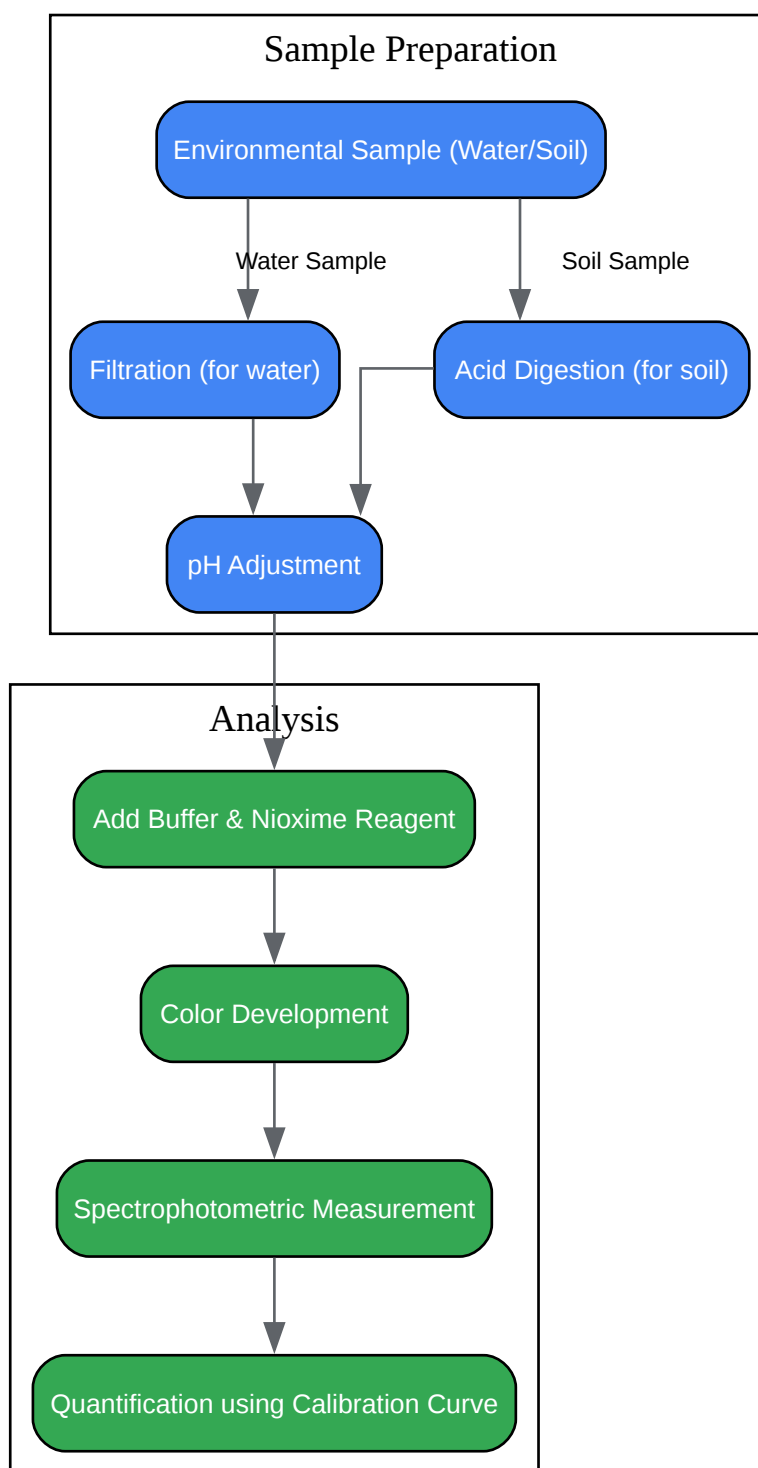 Sample Preparation
Environmental Sample (Water/Soil)
Water Sample
Soil Sample
Filtration (for water)
Acid Digestion (for soil)
pH Adjustment
Analysis
Add Buffer & Nioxime Reagent
Color Development
Spectrophotometric Measurement
Quantification using Calibration Curve